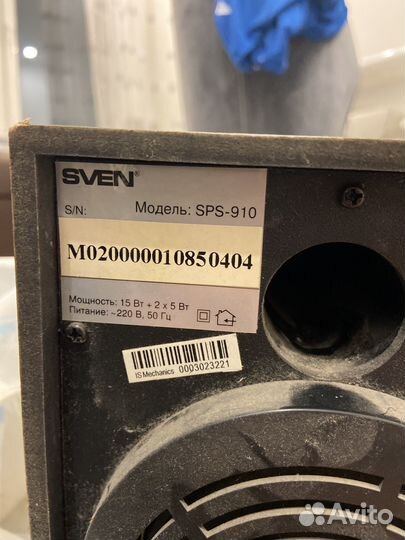 SVEN®
S/N: Модель: SPS-910
M020000010850404
Мощность: 15 Вт + 2 x 5 Вт
Питание: ~220 В, 50 Гц
IS Mechanics 0003023221
Avito